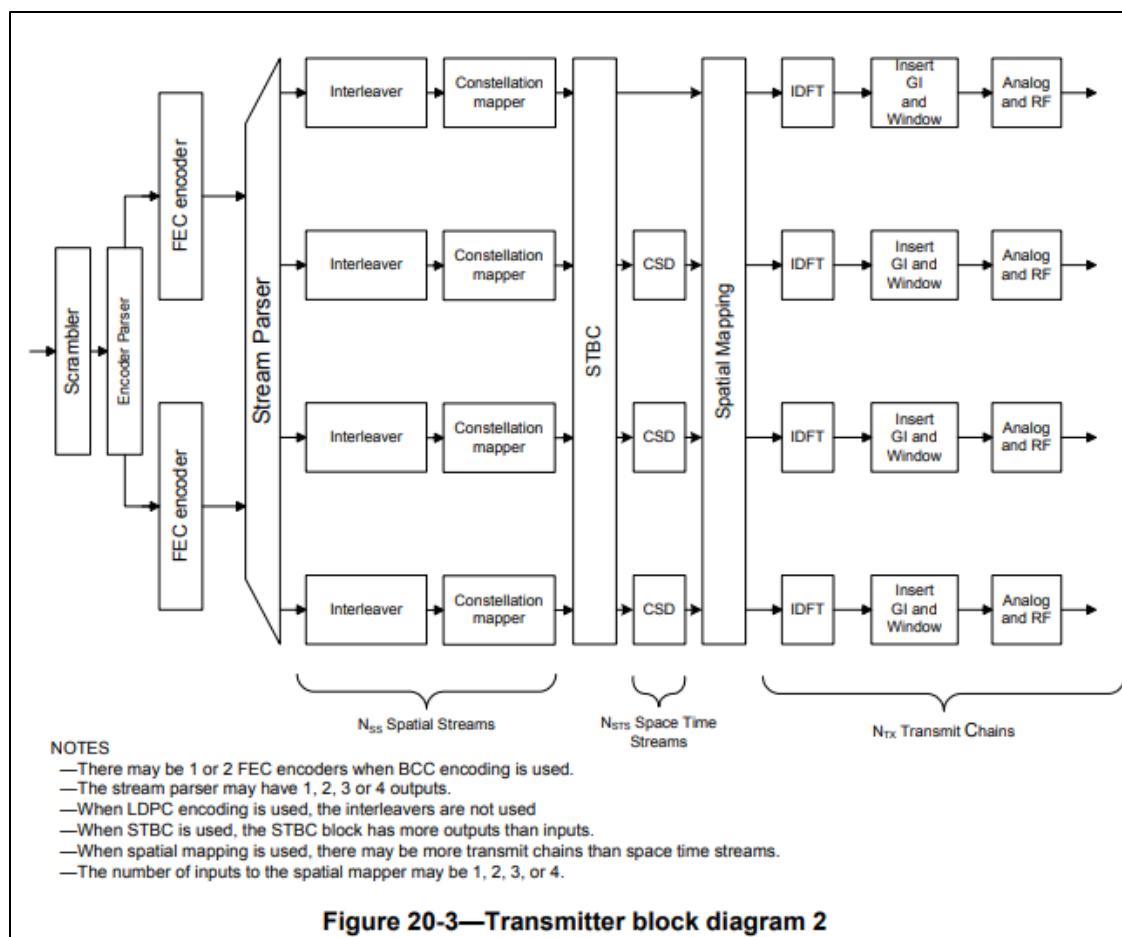 Interleaver
Constellation
mapper
IDFT
Insert
GI
and
Window
Analog
and RF
FEC encoder
Interleaver
Constellation
mapper
CSD
IDFT
Insert
GI and
Window
Analog
and RF
Scrambler
Encoder Parser
Stream Parser
STBC
Spatial Mapping
FEC encoder
Interleaver
Constellation
mapper
CSD
IDFT
Insert
GI and
Window
Analog
and RF
Interleaver
Constellation
mapper
CSD
IDFT
Insert
GI and
Window
Analog
and RF
NSS Spatial Streams
NSTS Space Time
Streams
NTX Transmit Chains
NOTES
—There may be 1 or 2 FEC encoders when BCC encoding is used.
—The stream parser may have 1, 2, 3 or 4 outputs.
—When LDPC encoding is used, the interleavers are not used
—When STBC is used, the STBC block has more outputs than inputs.
—When spatial mapping is used, there may be more transmit chains than space time streams.
—The number of inputs to the spatial mapper may be 1, 2, 3, or 4.
Figure 20-3—Transmitter block diagram 2